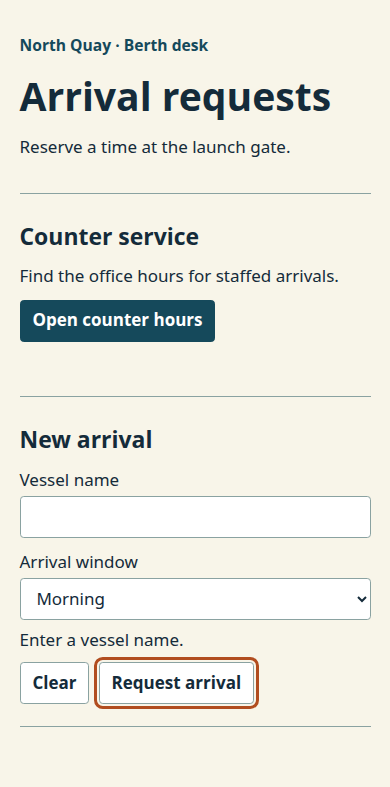 North Quay · Berth desk
Arrival requests
Reserve a time at the launch gate.
Counter service
Find the office hours for staffed arrivals.
Open counter hours
New arrival
Vessel name
Arrival window
Morning
Enter a vessel name.
Clear Request arrival